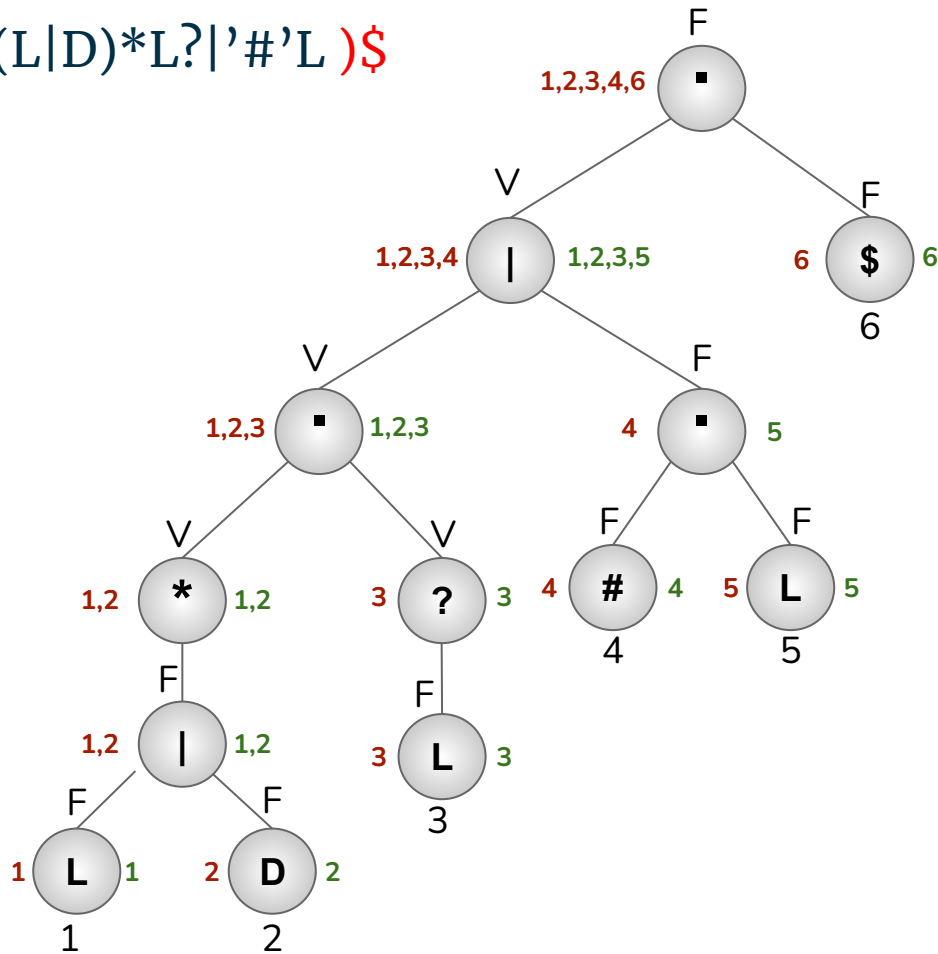 (L|D)*L?|’#’L )$
F
1,2,3,4,6 ▪
V F
1,2,3,4 | 1,2,3,5 6 $ 6
6
V F
1,2,3 ▪ 1,2,3 4 ▪ 5
V V F F
1,2 * 1,2 3 ? 3 4 # 4 5 L 5
4 5
F F
1,2 | 1,2 3 L 3
F F 3
1 L 1 2 D 2
1 2